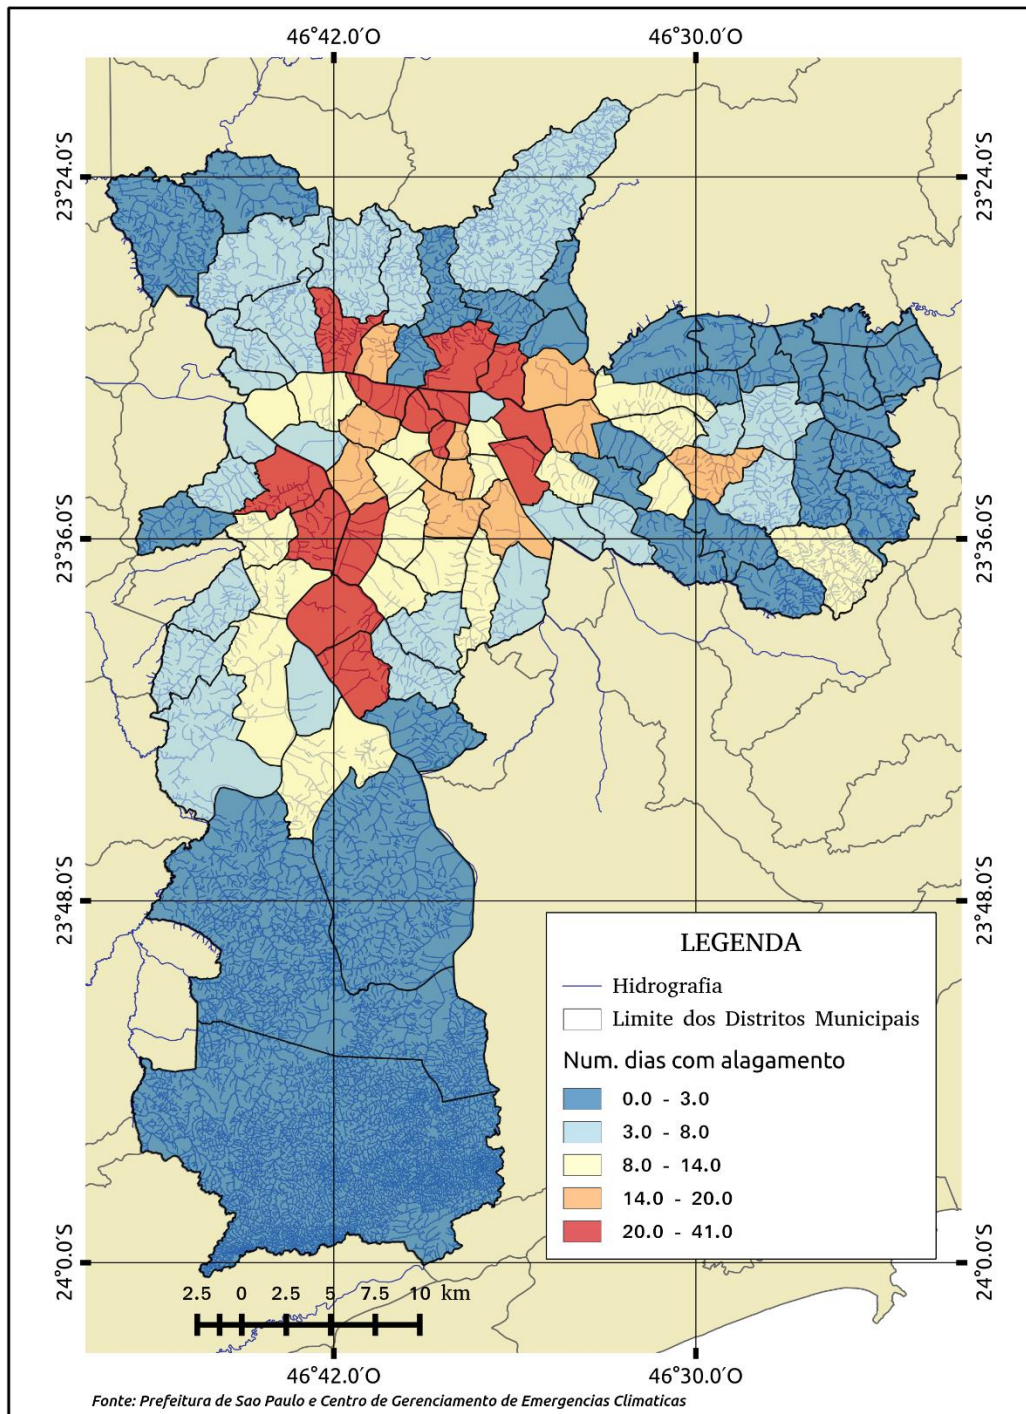 46°42.0′O
46°30.0′O
23°24.0′S
23°24.0′S
23°36.0′S
23°36.0′S
23°48.0′S
23°48.0′S
24°0.0′S
24°0.0′S
LEGENDA
Hidrografia
Limite dos Distritos Municipais
Num. dias com alagamento
0.0 - 3.0
3.0 - 8.0
8.0 - 14.0
14.0 - 20.0
20.0 - 41.0
2.5 0 2.5 5 7.5 10 km
46°42.0′O
46°30.0′O
Fonte: Prefeitura de Sao Paulo e Centro de Gerenciamento de Emergencias Climaticas